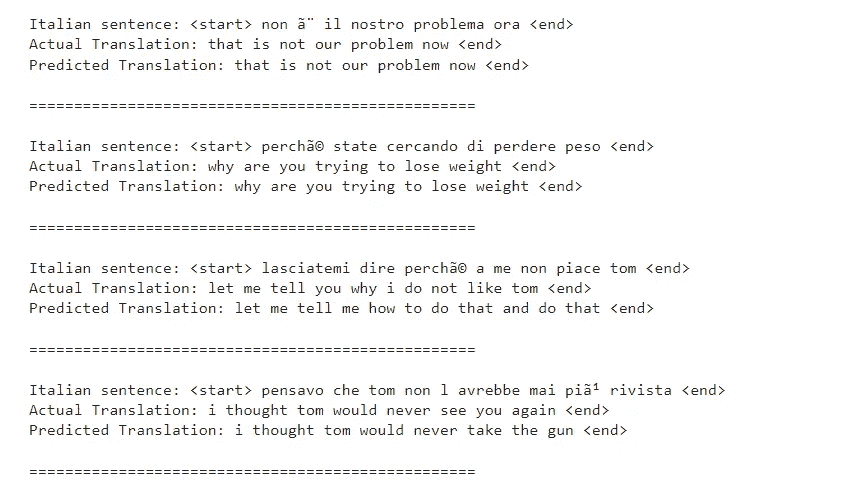 Italian sentence: <start> non ã¨ il nostro problema ora <end>
Actual Translation: that is not our problem now <end>
Predicted Translation: that is not our problem now <end>
==================================================
Italian sentence: <start> perchã© state cercando di perdere peso <end>
Actual Translation: why are you trying to lose weight <end>
Predicted Translation: why are you trying to lose weight <end>
==================================================
Italian sentence: <start> lasciatemi dire perchã© a me non piace tom <end>
Actual Translation: let me tell you why i do not like tom <end>
Predicted Translation: let me tell me how to do that and do that <end>
==================================================
Italian sentence: <start> pensavo che tom non l avrebbe mai piã¹ rivista <end>
Actual Translation: i thought tom would never see you again <end>
Predicted Translation: i thought tom would never take the gun <end>
==================================================